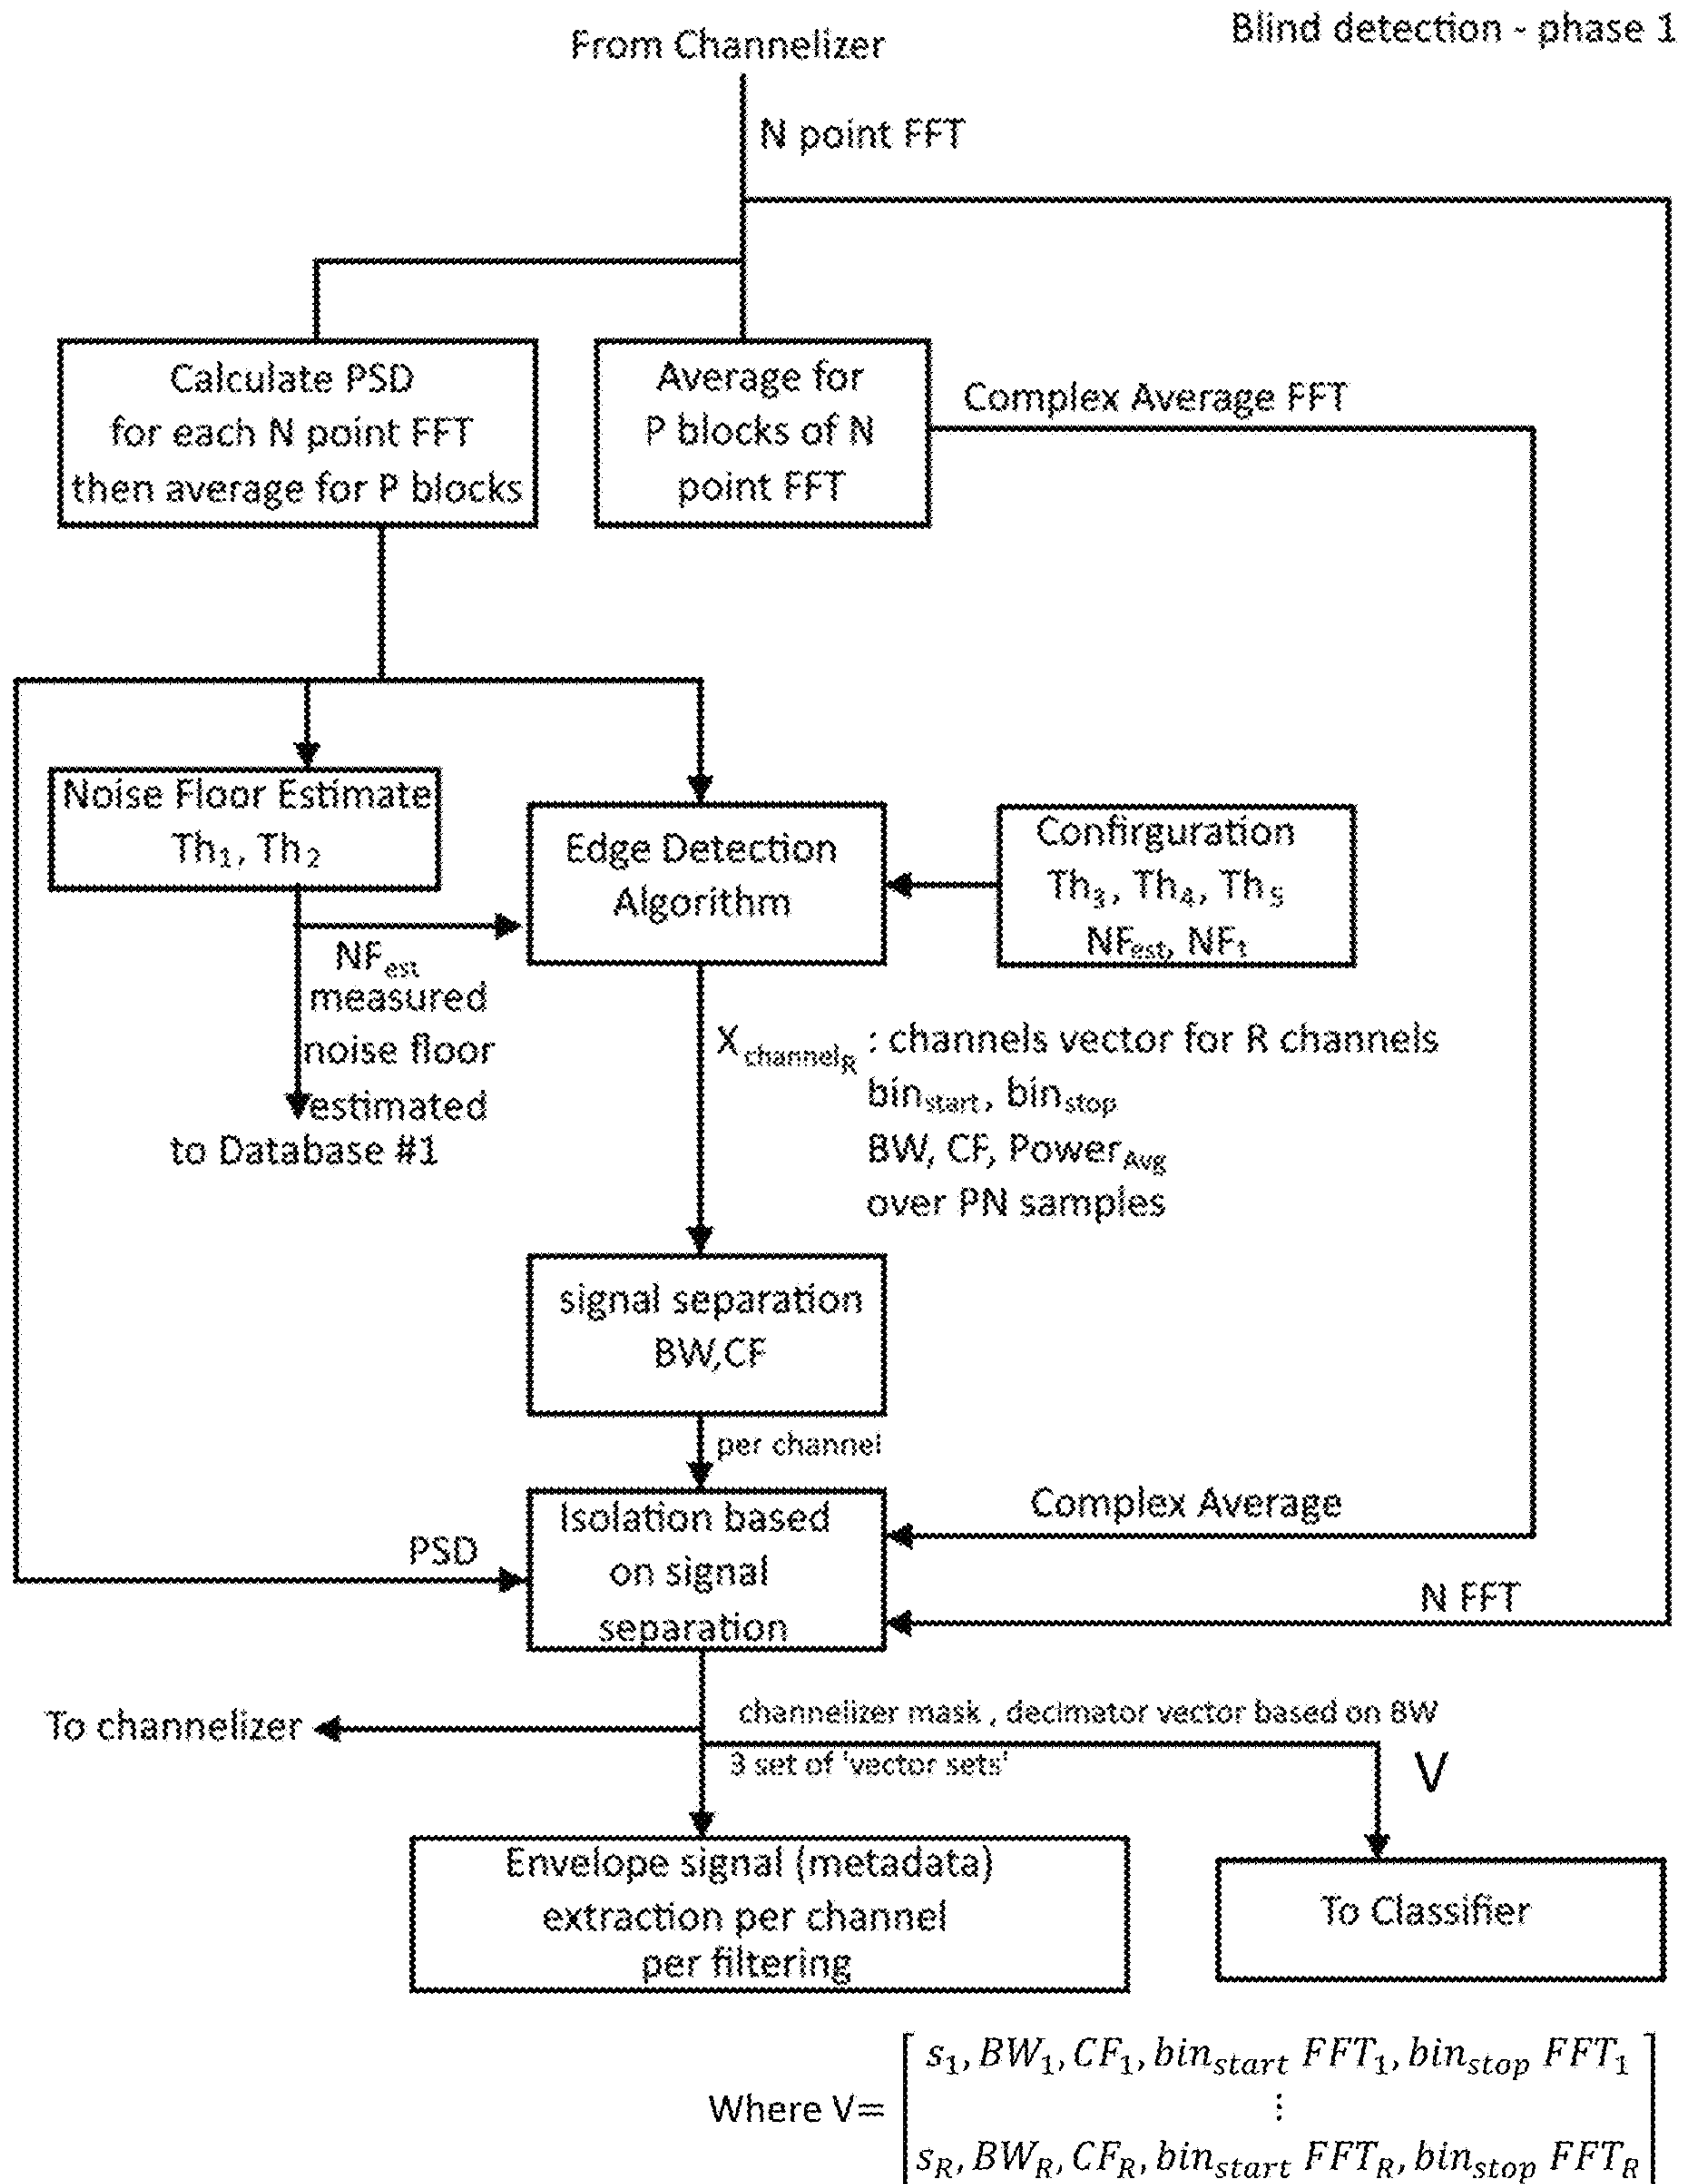 Blind detection - phase 1
From Channelizer
N point FFT
Calculate PSD
for each N point FFT
then average for P blocks
Average for
P blocks of N
point FFT
Complex Average FFT
Noise Floor Estimate
Th1, Th2
Edge Detection
Algorithm
Confirguration
Th3, Th4, Th5
NFest, NFt
NFest
measured
noise floor
estimated
to Database #1
XchannelR : channels vector for R channels
binstart, binstop
BW, CF, PowerAvg
over PN samples
signal separation
BW,CF
per channel
Isolation based
on signal
separation
Complex Average
PSD
N FFT
To channelizer
channelizer mask , decimator vector based on BW
3 set of 'vector sets'
V
Envelope signal (metadata)
extraction per channel
per filtering
To Classifier
Where V=
s1, BW1, CF1, binstart FFT1, binstop FFT1
⋮
sR, BWR, CFR, binstart FFTR, binstop FFTR